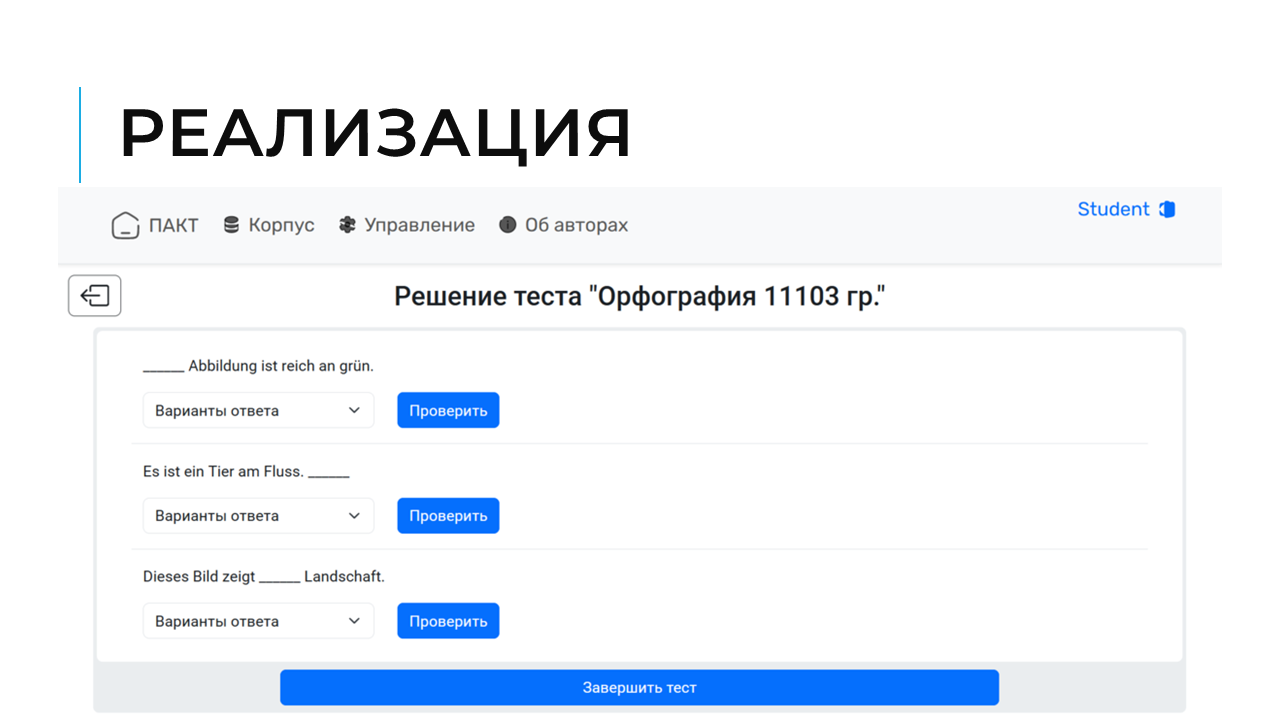 РЕАЛИЗАЦИЯ
Student
ПАКТ Корпус Управление Об авторах
Решение теста "Орфография 11103 гр."
______ Abbildung ist reich an grün.
Варианты ответа Проверить
Es ist ein Tier am Fluss. ______
Варианты ответа Проверить
Dieses Bild zeigt ______ Landschaft.
Варианты ответа Проверить
Завершить тест